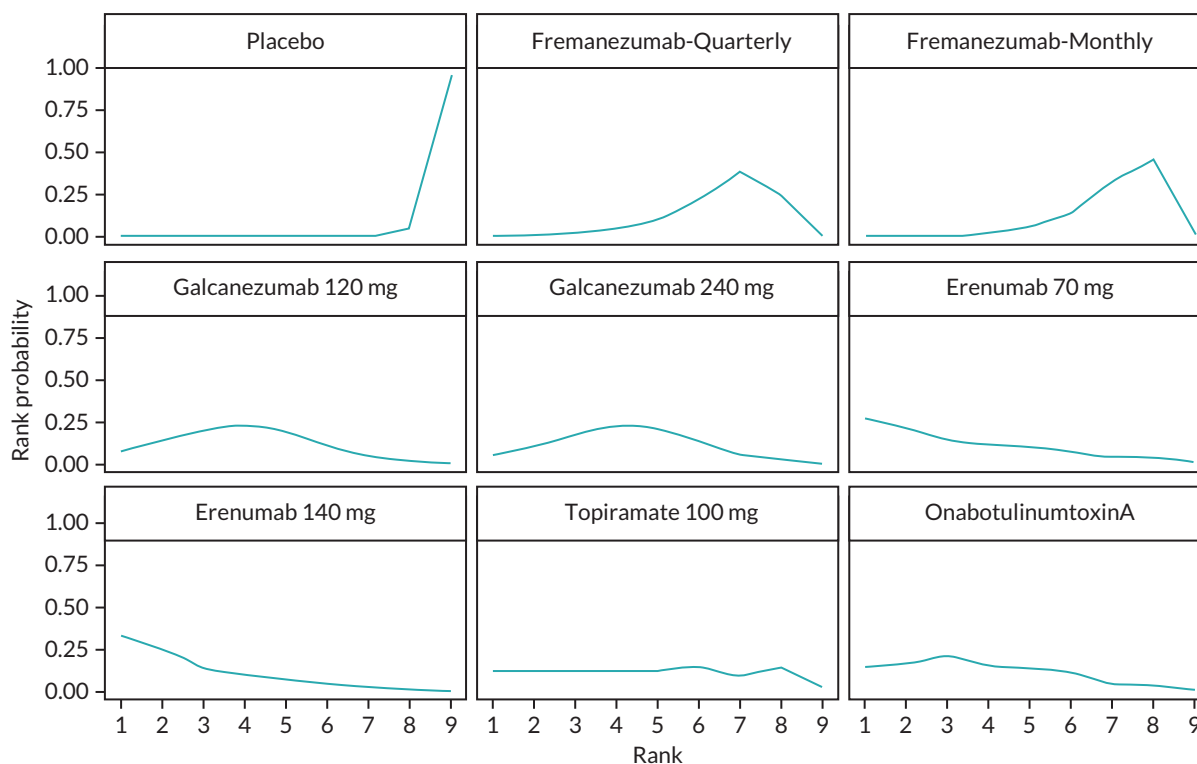 Placebo
Fremanezumab-Quarterly
Fremanezumab-Monthly
1.00
0.75
0.50
0.25
0.00
Galcanezumab 120 mg
Galcanezumab 240 mg
Erenumab 70 mg
1.00
0.75
0.50
0.25
0.00
Rank probability
Erenumab 140 mg
Topiramate 100 mg
OnabotulinumtoxinA
1.00
0.75
0.50
0.25
0.00
1 2 3 4 5 6 7 8 9
1 2 3 4 5 6 7 8 9
1 2 3 4 5 6 7 8 9
Rank